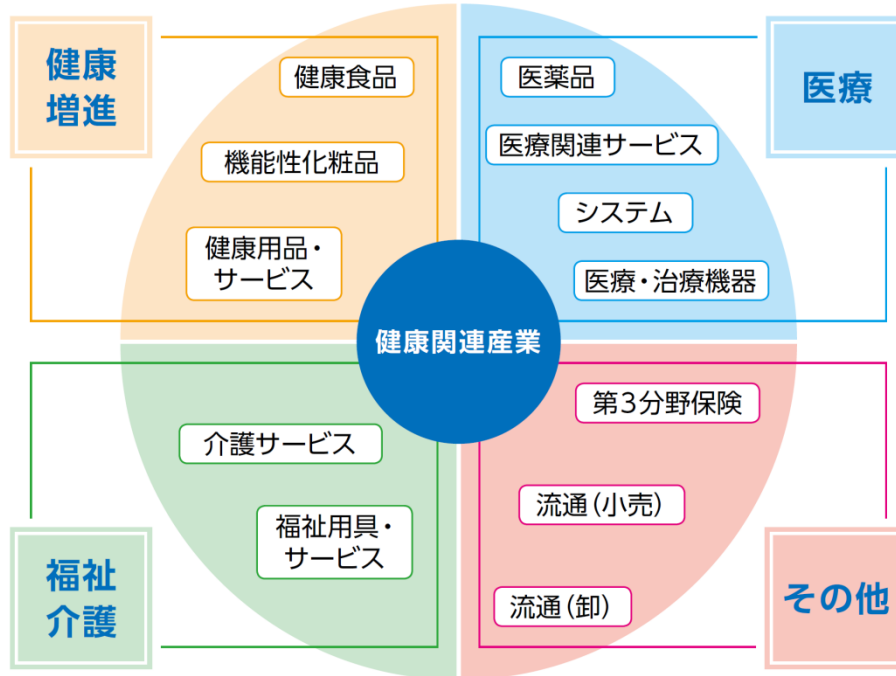 健康
増進
健康食品
機能性化粧品
健康用品・
サービス
医療
医薬品
医療関連サービス
システム
医療・治療機器
健康関連産業
福祉
介護
介護サービス
福祉用具・
サービス
その他
第3分野保険
流通(小売)
流通(卸)